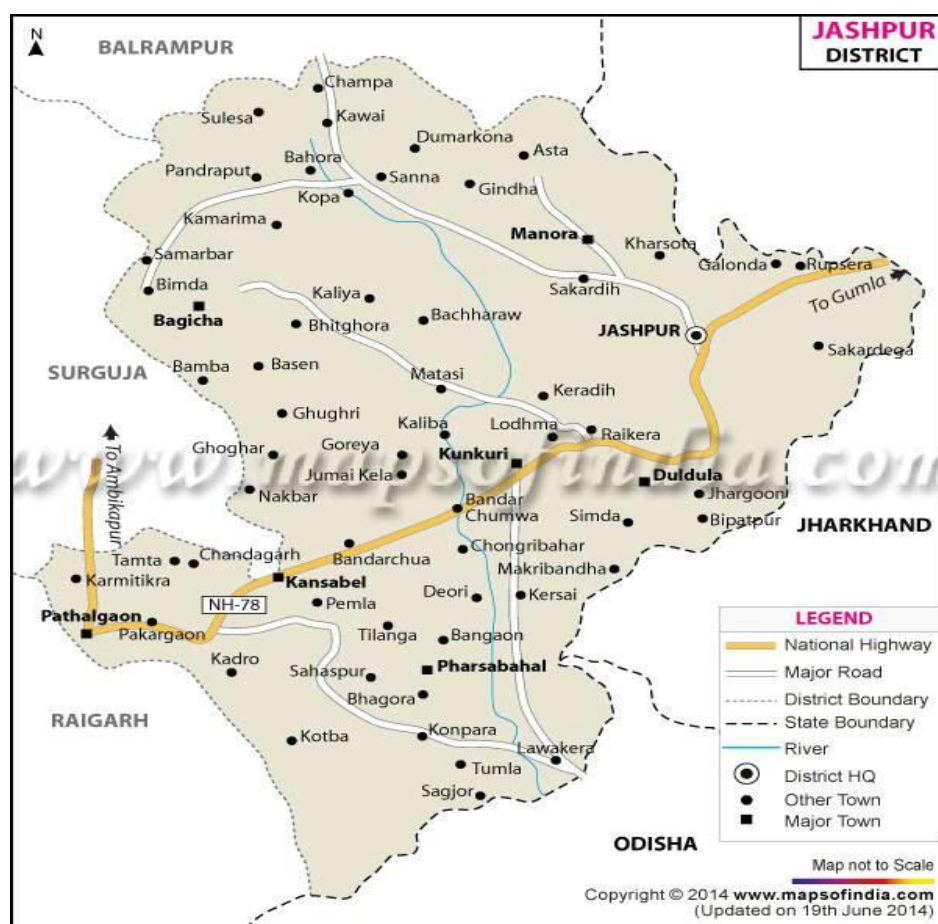 N
BALRAMPUR
JASHPUR
DISTRICT
Champa
Sulesa
Kawai
Dumarkona
Asta
Bahora
Pandraput
Sanna
Gindha
Kopa
Kamarima
Manora
Kharsota
Samarbar
Galonda
Rupsera
Bimda
Kaliya
Sakardih
To Gumla
Bagicha
Bhitghora
Bachharaw
JASHPUR
Sakardega
SURGUJA
Bamba
Basen
Matasi
Keradih
Ghughri
Kaliba
Lodhma
Raikera
Ghoghar
Goreya
Kunkuri
www.mapsofindia.com
To Ambikapur
Jumai Kela
Duldula
Nakbar
Jhargoon
Bandar
Chumwa
Simda
Bipatpur
JHARKHAND
Tamta
Chandagarh
Bandarchua
Chongribahar
Karmitikra
Kansabel
Makribandha
NH-78
Pemla
Deori
Kersai
Pathalgaon
Pakargaon
Tilanga
Bangaon
Kadro
Sahaspur
Pharsabahal
Bhagora
RAIGARH
Kotba
Konpara
Lawakera
Tumla
Sagjor
LEGEND
National Highway
Major Road
District Boundary
State Boundary
River
District HQ
Other Town
Major Town
ODISHA
Map not to Scale
Copyright © 2014 www.mapsofindia.com
(Updated on 19th June 2014)